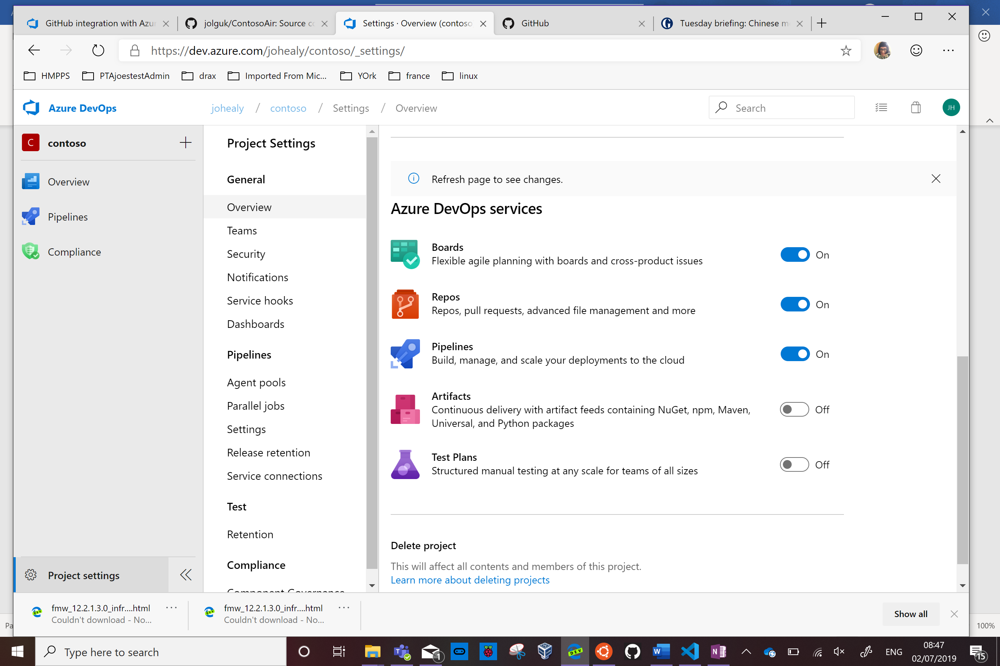 GitHub integration with Azur
jolguk/ContosoAir: Source co
Settings · Overview (contoso
GitHub
Tuesday briefing: Chinese m
https://dev.azure.com/johealy/contoso/_settings/
HMPPS
PTAjoestestAdmin
drax
Imported From Mic...
YOrk
france
linux
Azure DevOps
johealy / contoso / Settings / Overview
Search
JH
C
contoso
Overview
Pipelines
Compliance
Project settings
Project Settings
General
Overview
Teams
Security
Notifications
Service hooks
Dashboards
Pipelines
Agent pools
Parallel jobs
Settings
Release retention
Service connections
Test
Retention
Compliance
Component Governance
Refresh page to see changes.
Azure DevOps services
Boards
Flexible agile planning with boards and cross-product issues
On
Repos
Repos, pull requests, advanced file management and more
On
Pipelines
Build, manage, and scale your deployments to the cloud
On
Artifacts
Continuous delivery with artifact feeds containing NuGet, npm, Maven,
Universal, and Python packages
Off
Test Plans
Structured manual testing at any scale for teams of all sizes
Off
Delete project
This will affect all contents and members of this project.
Learn more about deleting projects
DEV
fmw_12.2.1.3.0_infr....html
Couldn't download - No...
DEV
fmw_12.2.1.3.0_infr....html
Couldn't download - No...
Show all
Pa
100%
Type here to search
1
DEV
ENG
08:47
02/07/2019
15